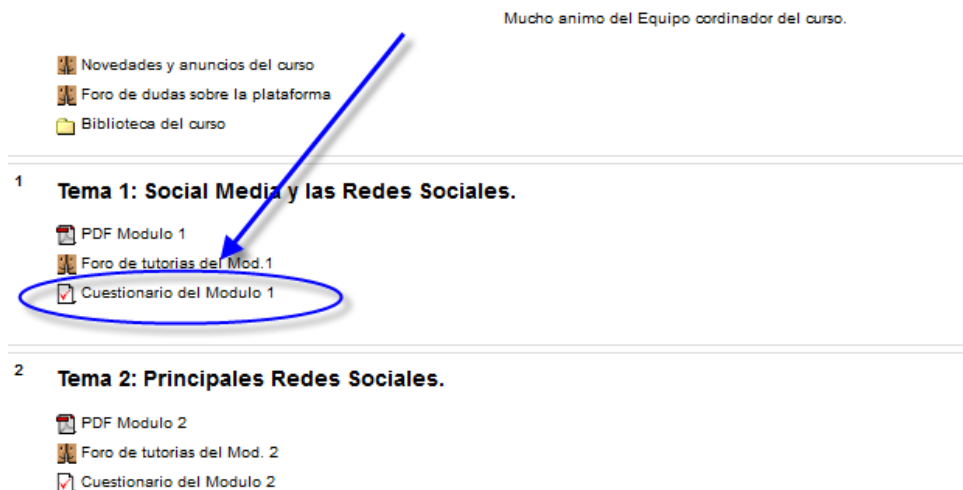 Mucho animo del Equipo cordinador del curso.
Novedades y anuncios del curso
Foro de dudas sobre la plataforma
Biblioteca del curso
1
Tema 1: Social Media y las Redes Sociales.
PDF Modulo 1
Foro de tutorias del Mod.1
Cuestionario del Modulo 1
2
Tema 2: Principales Redes Sociales.
PDF Modulo 2
Foro de tutorias del Mod. 2
Cuestionario del Modulo 2